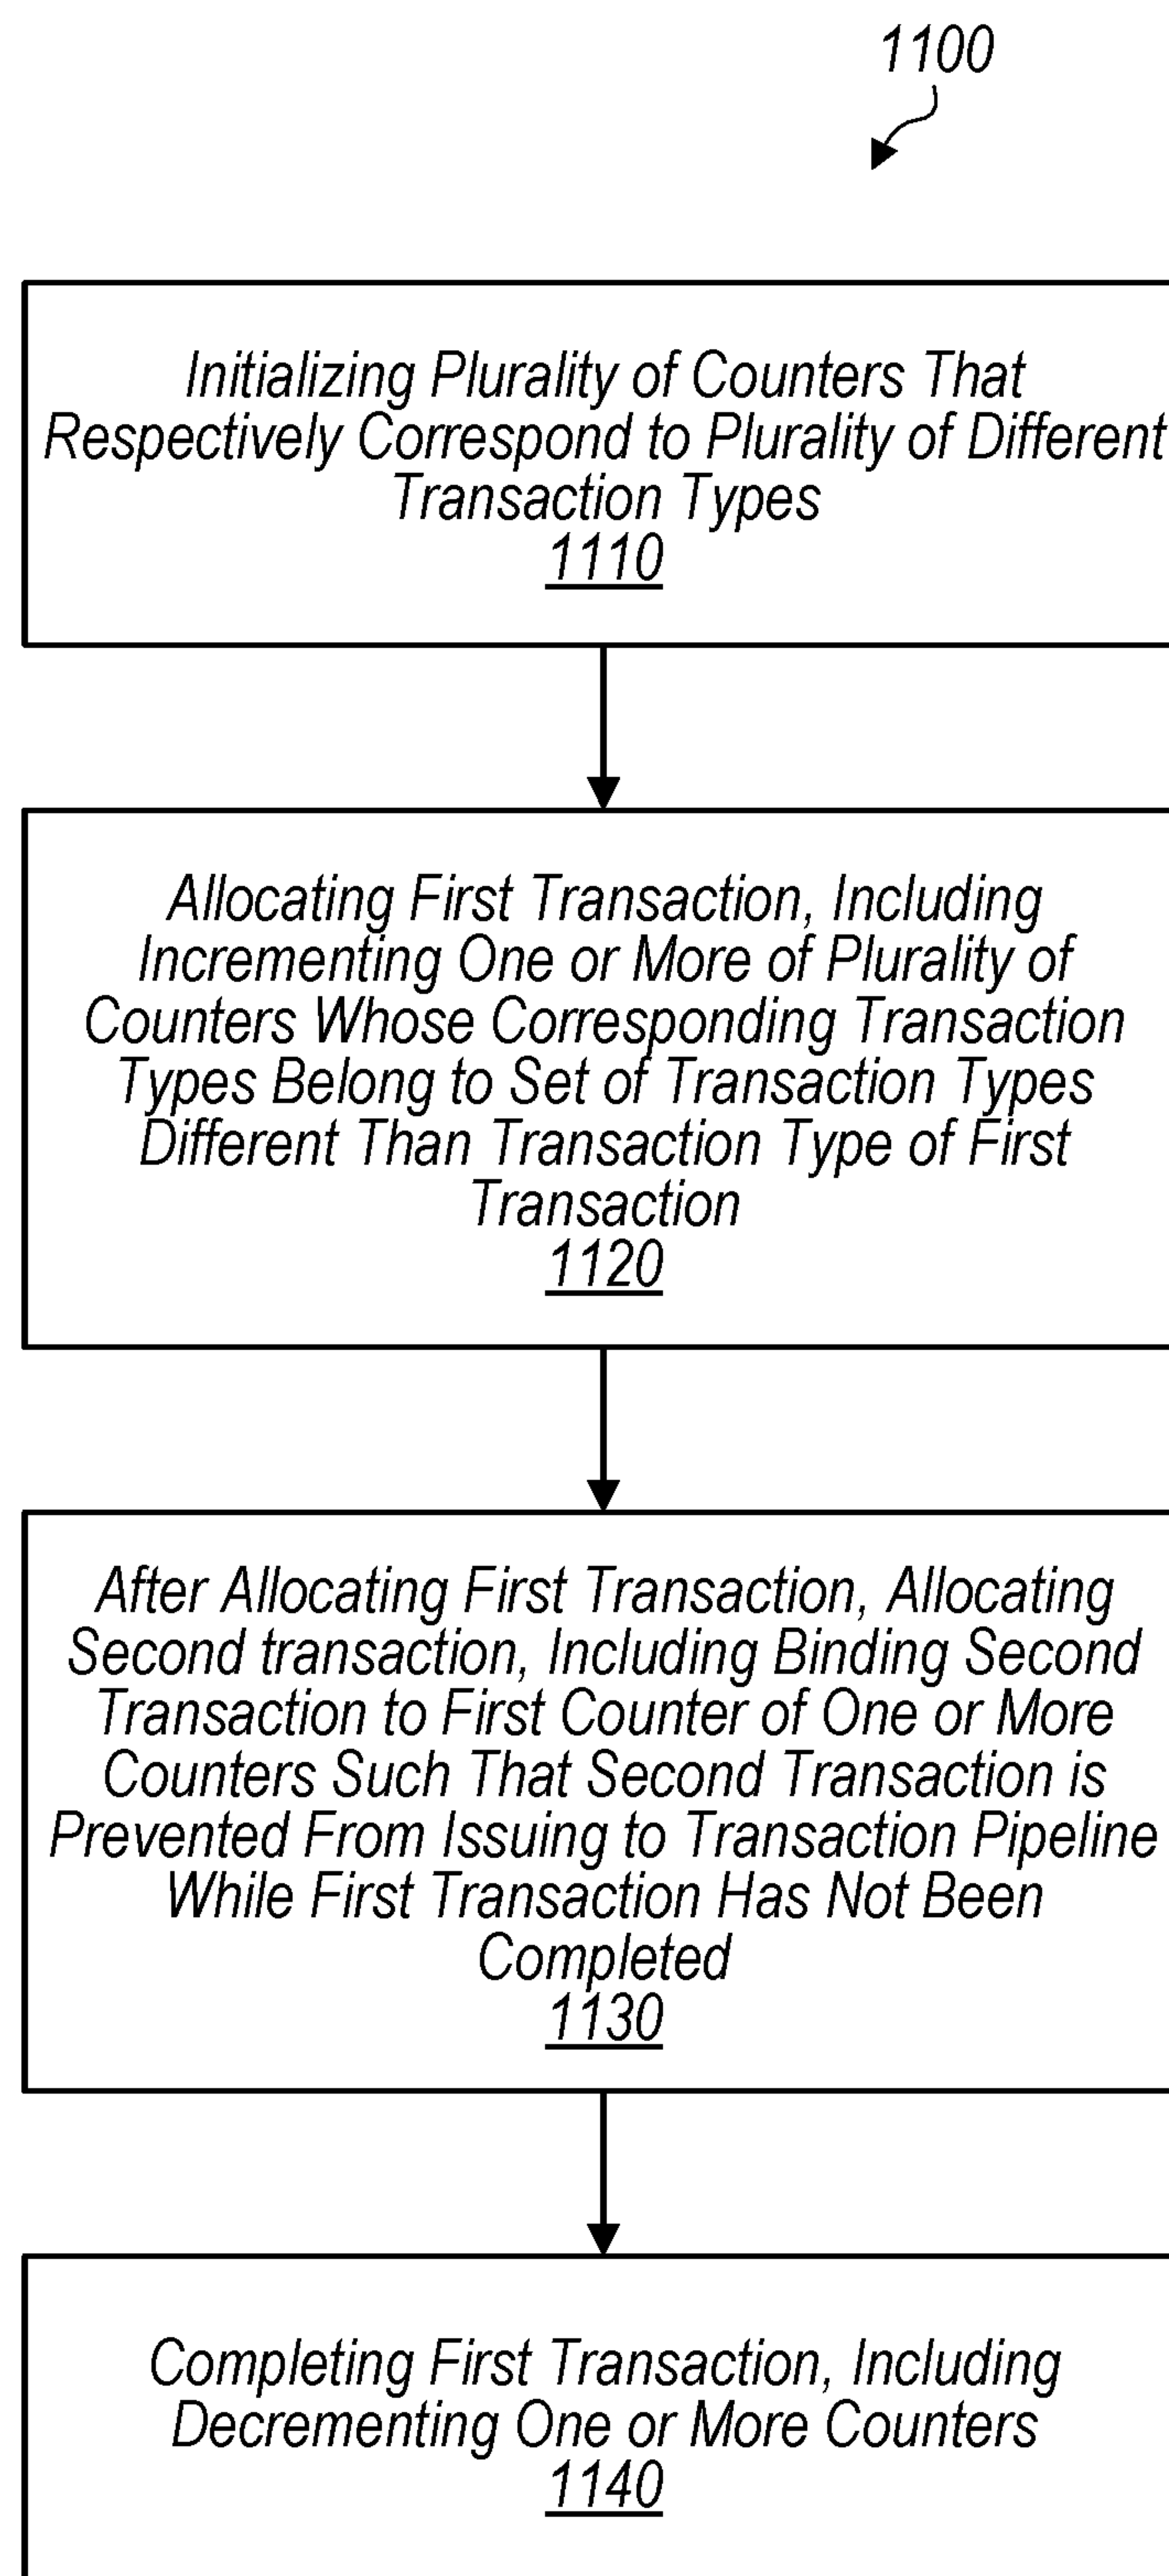 1100
Initializing Plurality of Counters That
Respectively Correspond to Plurality of Different
Transaction Types
1110
Allocating First Transaction, Including
Incrementing One or More of Plurality of
Counters Whose Corresponding Transaction
Types Belong to Set of Transaction Types
Different Than Transaction Type of First
Transaction
1120
After Allocating First Transaction, Allocating
Second transaction, Including Binding Second
Transaction to First Counter of One or More
Counters Such That Second Transaction is
Prevented From Issuing to Transaction Pipeline
While First Transaction Has Not Been
Completed
1130
Completing First Transaction, Including
Decrementing One or More Counters
1140